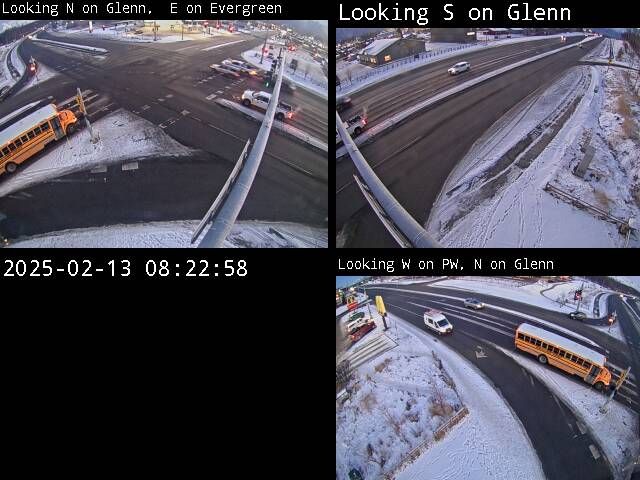 Looking N on Glenn,  E on Evergreen
Looking S on Glenn
2025-02-13 08:22:58
Looking W on PW, N on Glenn